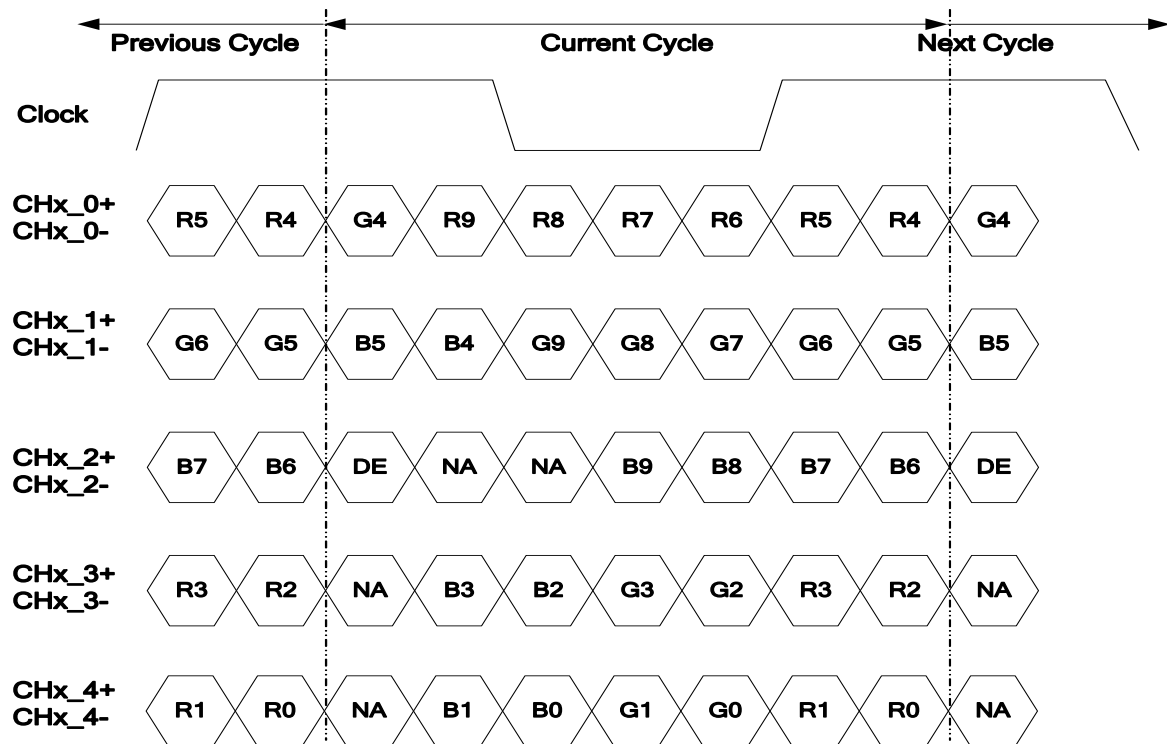 Previous Cycle Current Cycle Next Cycle
Clock
CHx_0+
CHx_0-
R5 R4 G4 R9 R8 R7 R6 R5 R4 G4
CHx_1+
CHx_1-
G6 G5 B5 B4 G9 G8 G7 G6 G5 B5
CHx_2+
CHx_2-
B7 B6 DE NA NA B9 B8 B7 B6 DE
CHx_3+
CHx_3-
R3 R2 NA B3 B2 G3 G2 R3 R2 NA
CHx_4+
CHx_4-
R1 R0 NA B1 B0 G1 G0 R1 R0 NA